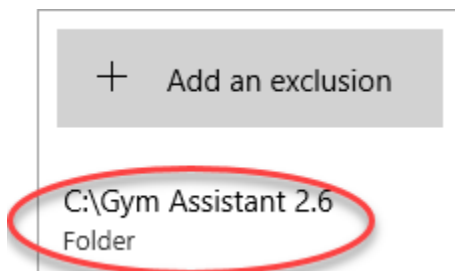 + Add an exclusion
C:\Gym Assistant 2.6
Folder